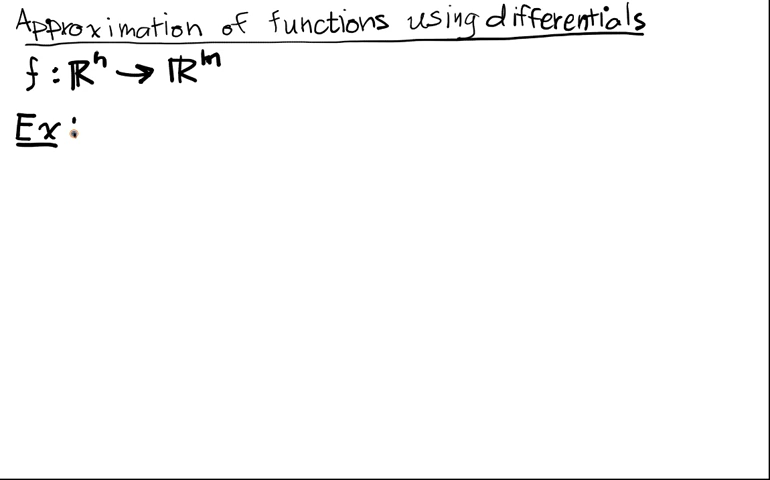 Approximation of functions using differentials
f : ℝⁿ → ℝᵐ
Ex :